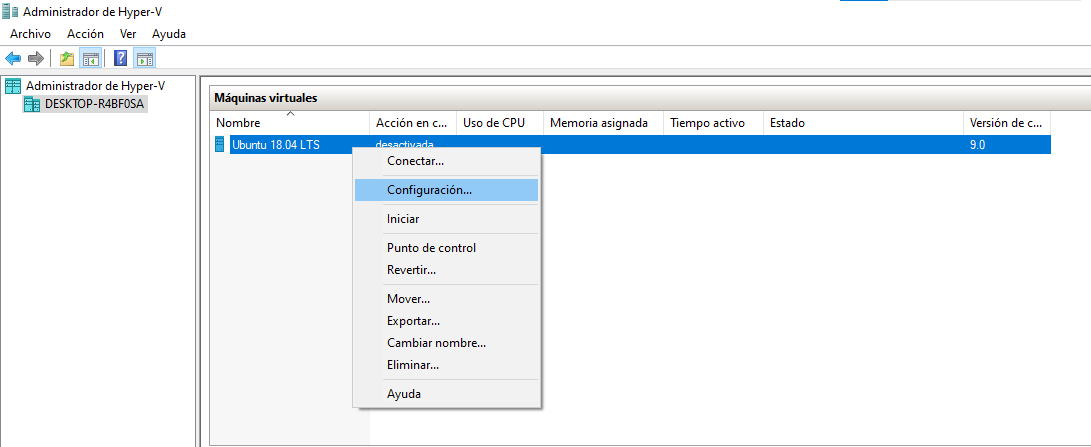 Administrador de Hyper-V
Archivo Acción Ver Ayuda
Administrador de Hyper-V
DESKTOP-R4BF0SA
Máquinas virtuales
Nombre Acción en c... Uso de CPU Memoria asignada Tiempo activo Estado Versión de c...
Ubuntu 18.04 LTS desactivada 9.0
Conectar...
Configuración...
Iniciar
Punto de control
Revertir...
Mover...
Exportar...
Cambiar nombre...
Eliminar...
Ayuda